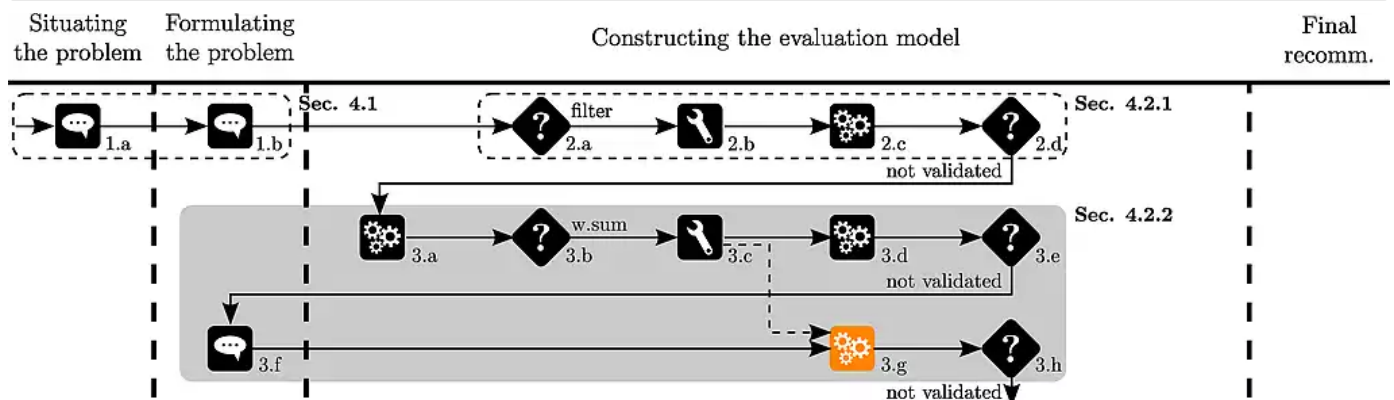 Situating
the problem
Formulating
the problem
Constructing the evaluation model
Final
recomm.
Sec. 4.1
filter
Sec. 4.2.1
?
?
1.a
1.b
2.a
2.b
2.c
2.d
not validated
Sec. 4.2.2
w.sum
?
?
3.a
3.b
3.c
3.d
3.e
not validated
?
3.f
3.g
3.h
not validated